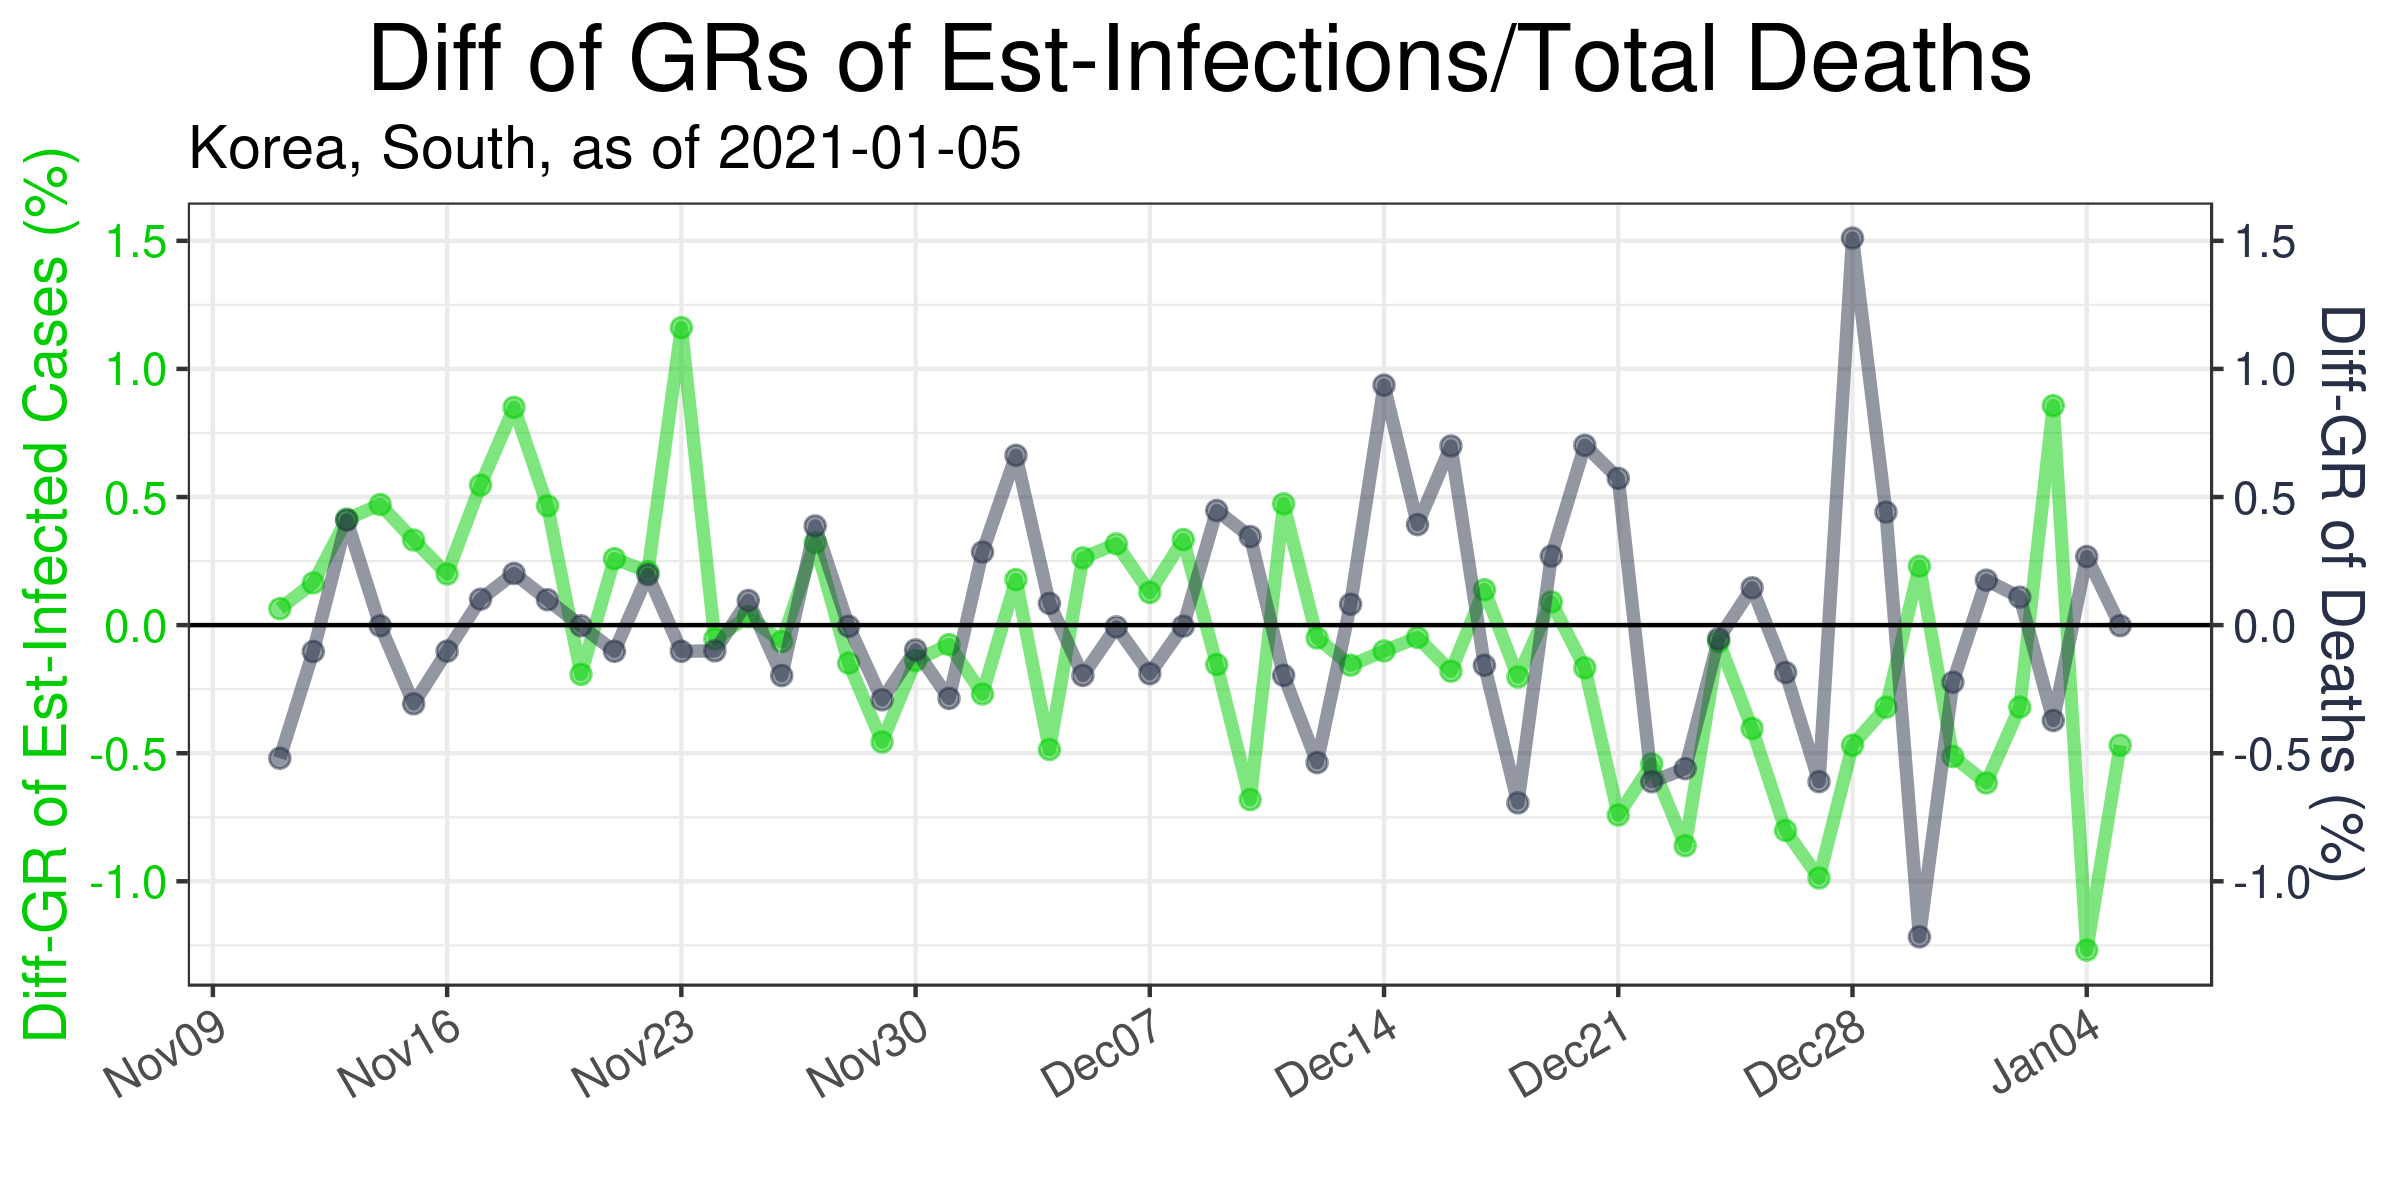 Diff of GRs of Est-Infections/Total Deaths
Korea, South, as of 2021-01-05
Diff-GR of Est-Infected Cases (%)
1.5
1.0
0.5
0.0
-0.5
-1.0
1.5
1.0
0.5
0.0
-0.5
-1.0
Diff-GR of Deaths (%)
Nov09
Nov16
Nov23
Nov30
Dec07
Dec14
Dec21
Dec28
Jan04